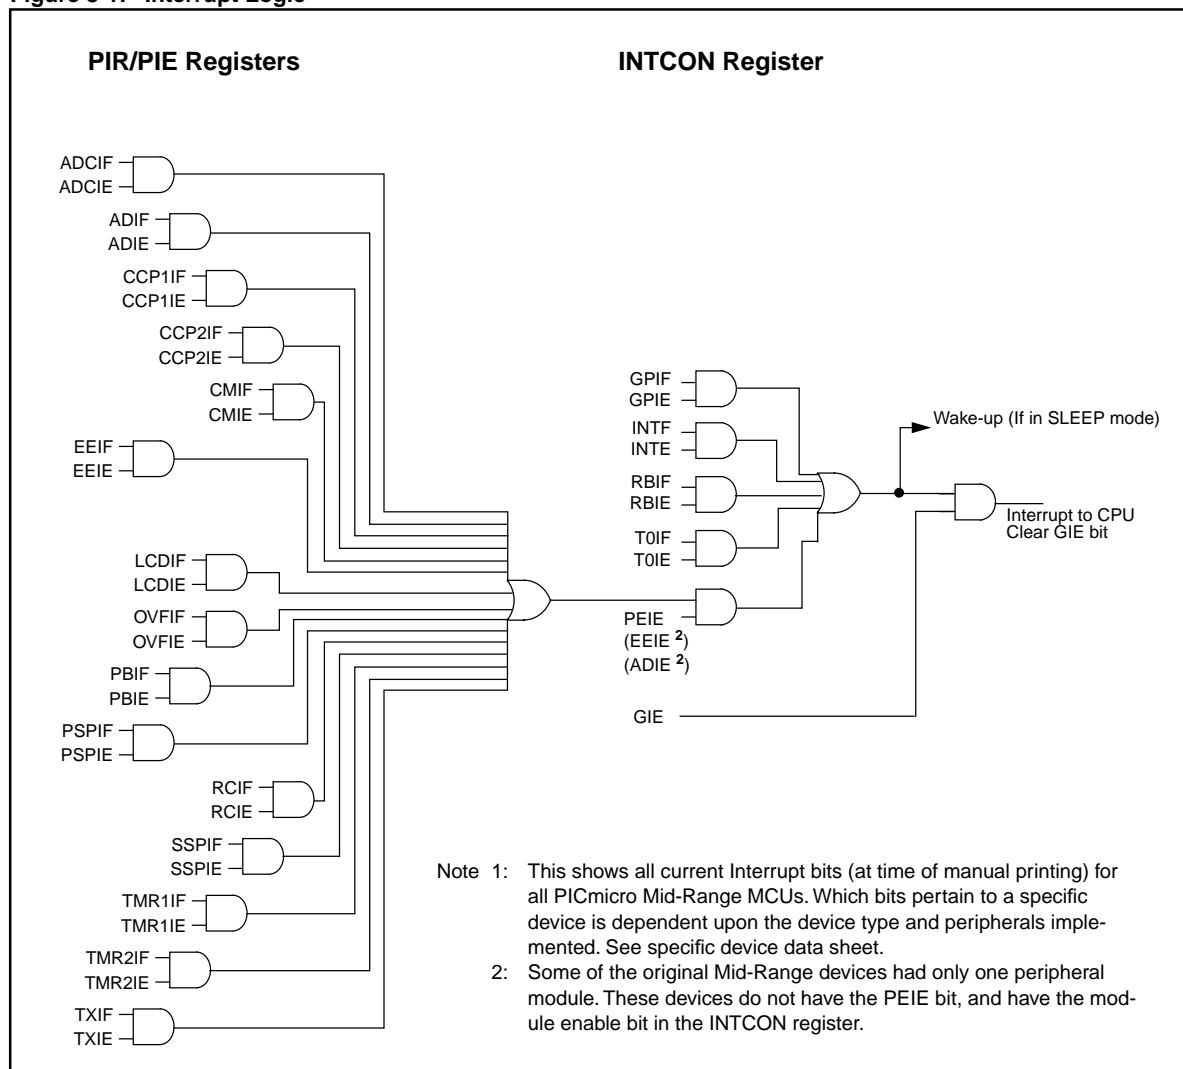 PIR/PIE Registers
INTCON Register
ADCIF
ADCIE
ADIF
ADIE
CCP1IF
CCP1IE
CCP2IF
CCP2IE
CMIF
CMIE
EEIF
EEIE
LCDIF
LCDIE
OVFIF
OVFIE
PBIF
PBIE
PSPIF
PSPIE
RCIF
RCIE
SSPIF
SSPIE
TMR1IF
TMR1IE
TMR2IF
TMR2IE
TXIF
TXIE
GPIF
GPIE
INTF
INTE
RBIF
RBIE
T0IF
T0IE
PEIE
(EEIE 2)
(ADIE 2)
GIE
Wake-up (If in SLEEP mode)
Interrupt to CPU
Clear GIE bit
Note 1: This shows all current Interrupt bits (at time of manual printing) for
all PICmicro Mid-Range MCUs. Which bits pertain to a specific
device is dependent upon the device type and peripherals imple-
mented. See specific device data sheet.
2: Some of the original Mid-Range devices had only one peripheral
module. These devices do not have the PEIE bit, and have the mod-
ule enable bit in the INTCON register.